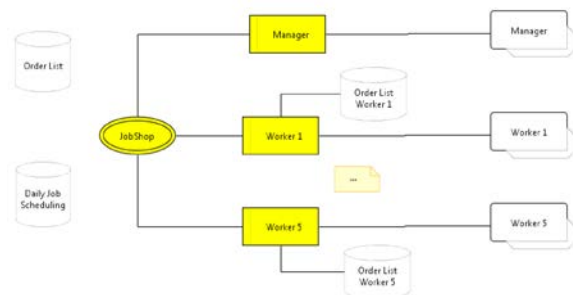 Manager
Manager
Order List
Order List
Worker 1
JobShop
Worker 1
Worker 1
...
Daily Job
Scheduling
Worker 5
Worker 5
Order List
Worker 5